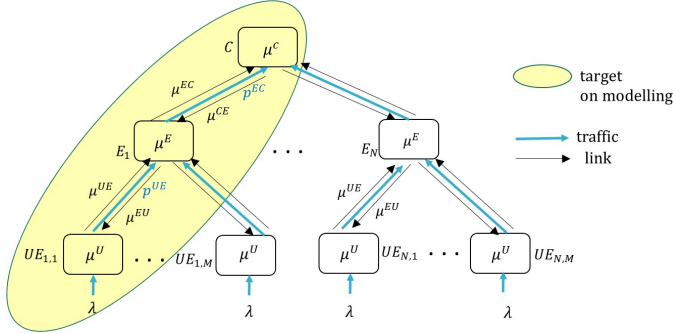 C
μ^C
target
on modelling
μ^{EC}
p^{EC}
μ^{CE}
traffic
link
E_1
μ^E
. . .
E_N
μ^E
μ^{UE}
p^{UE}
μ^{EU}
μ^{UE}
μ^{EU}
UE_{1,1}
μ^U
. . .
UE_{1,M}
μ^U
μ^U
UE_{N,1}
. . .
μ^U
UE_{N,M}
λ
λ
λ
λ